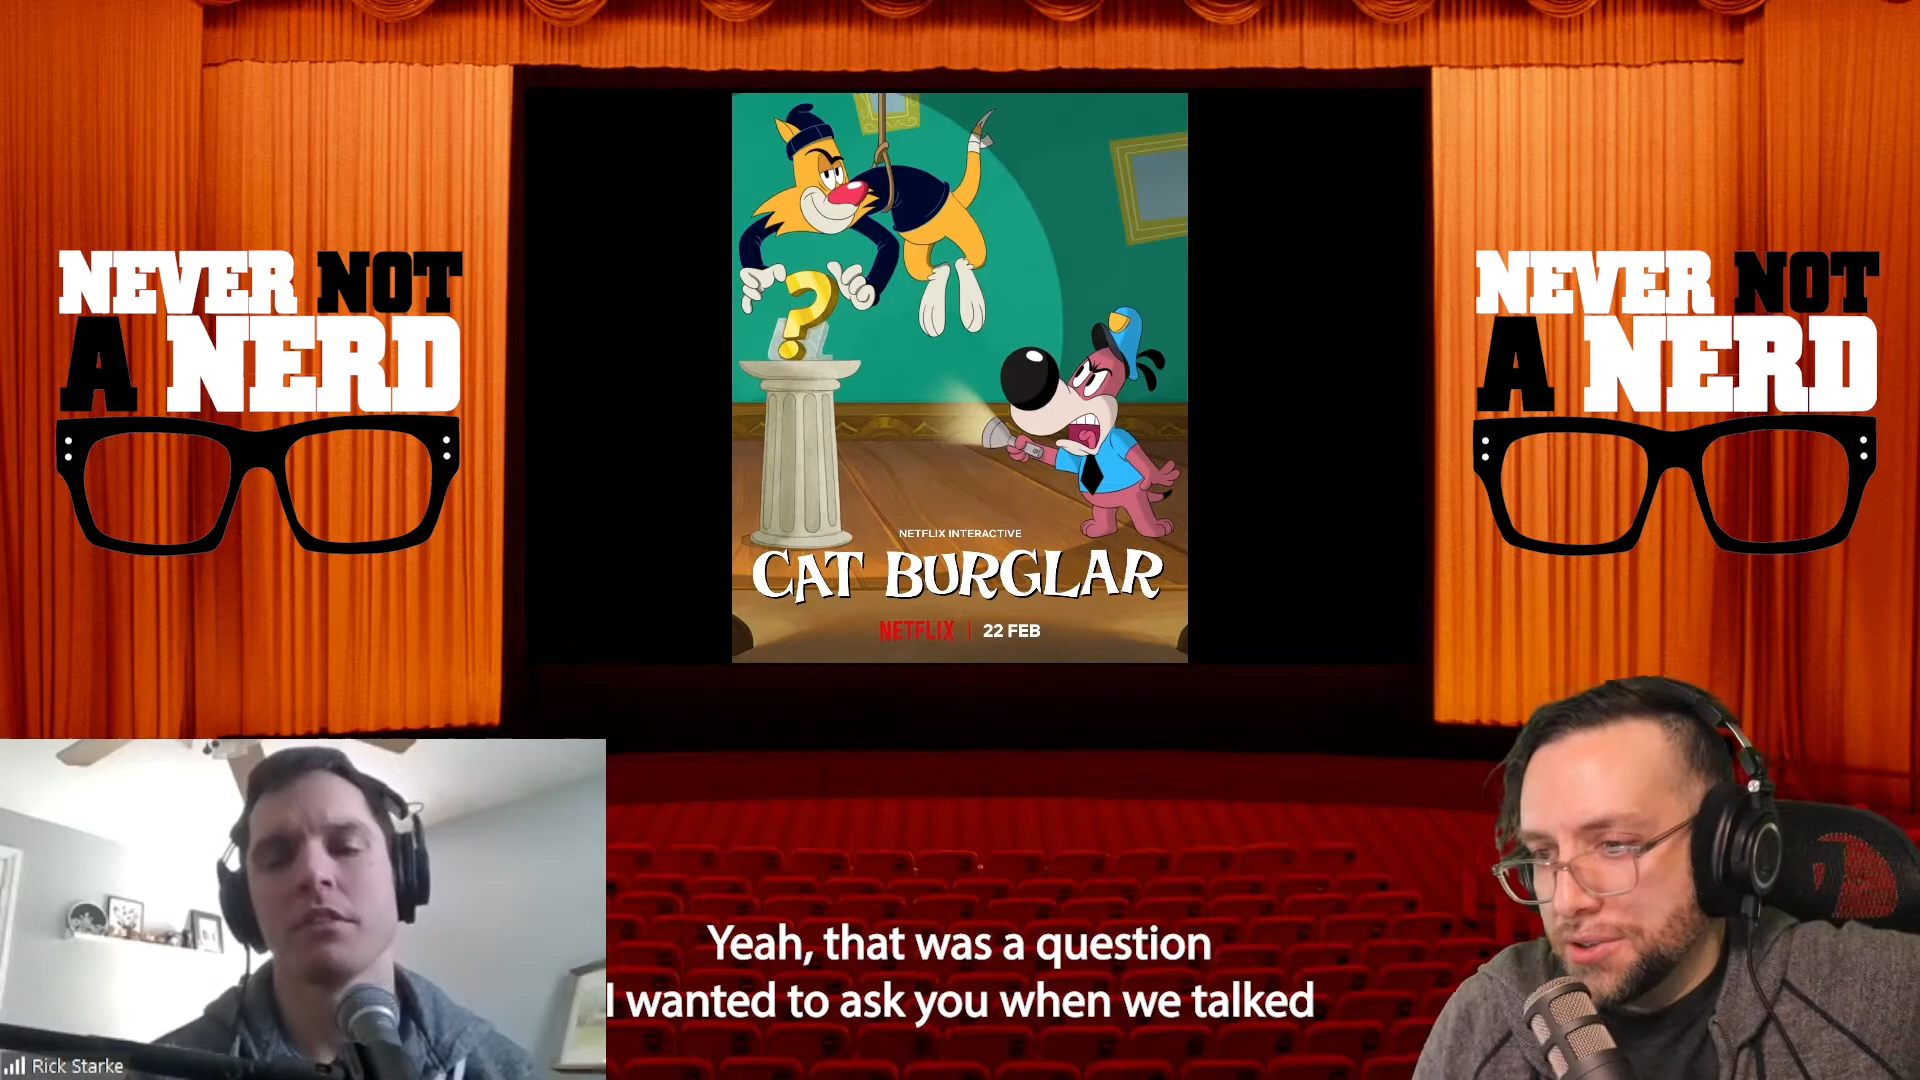 NEVER NOT
A NERD
NETFLIX INTERACTIVE
CAT BURGLAR
NETFLIX | 22 FEB
NEVER NOT
A NERD
Rick Starke
Yeah, that was a question
I wanted to ask you when we talked